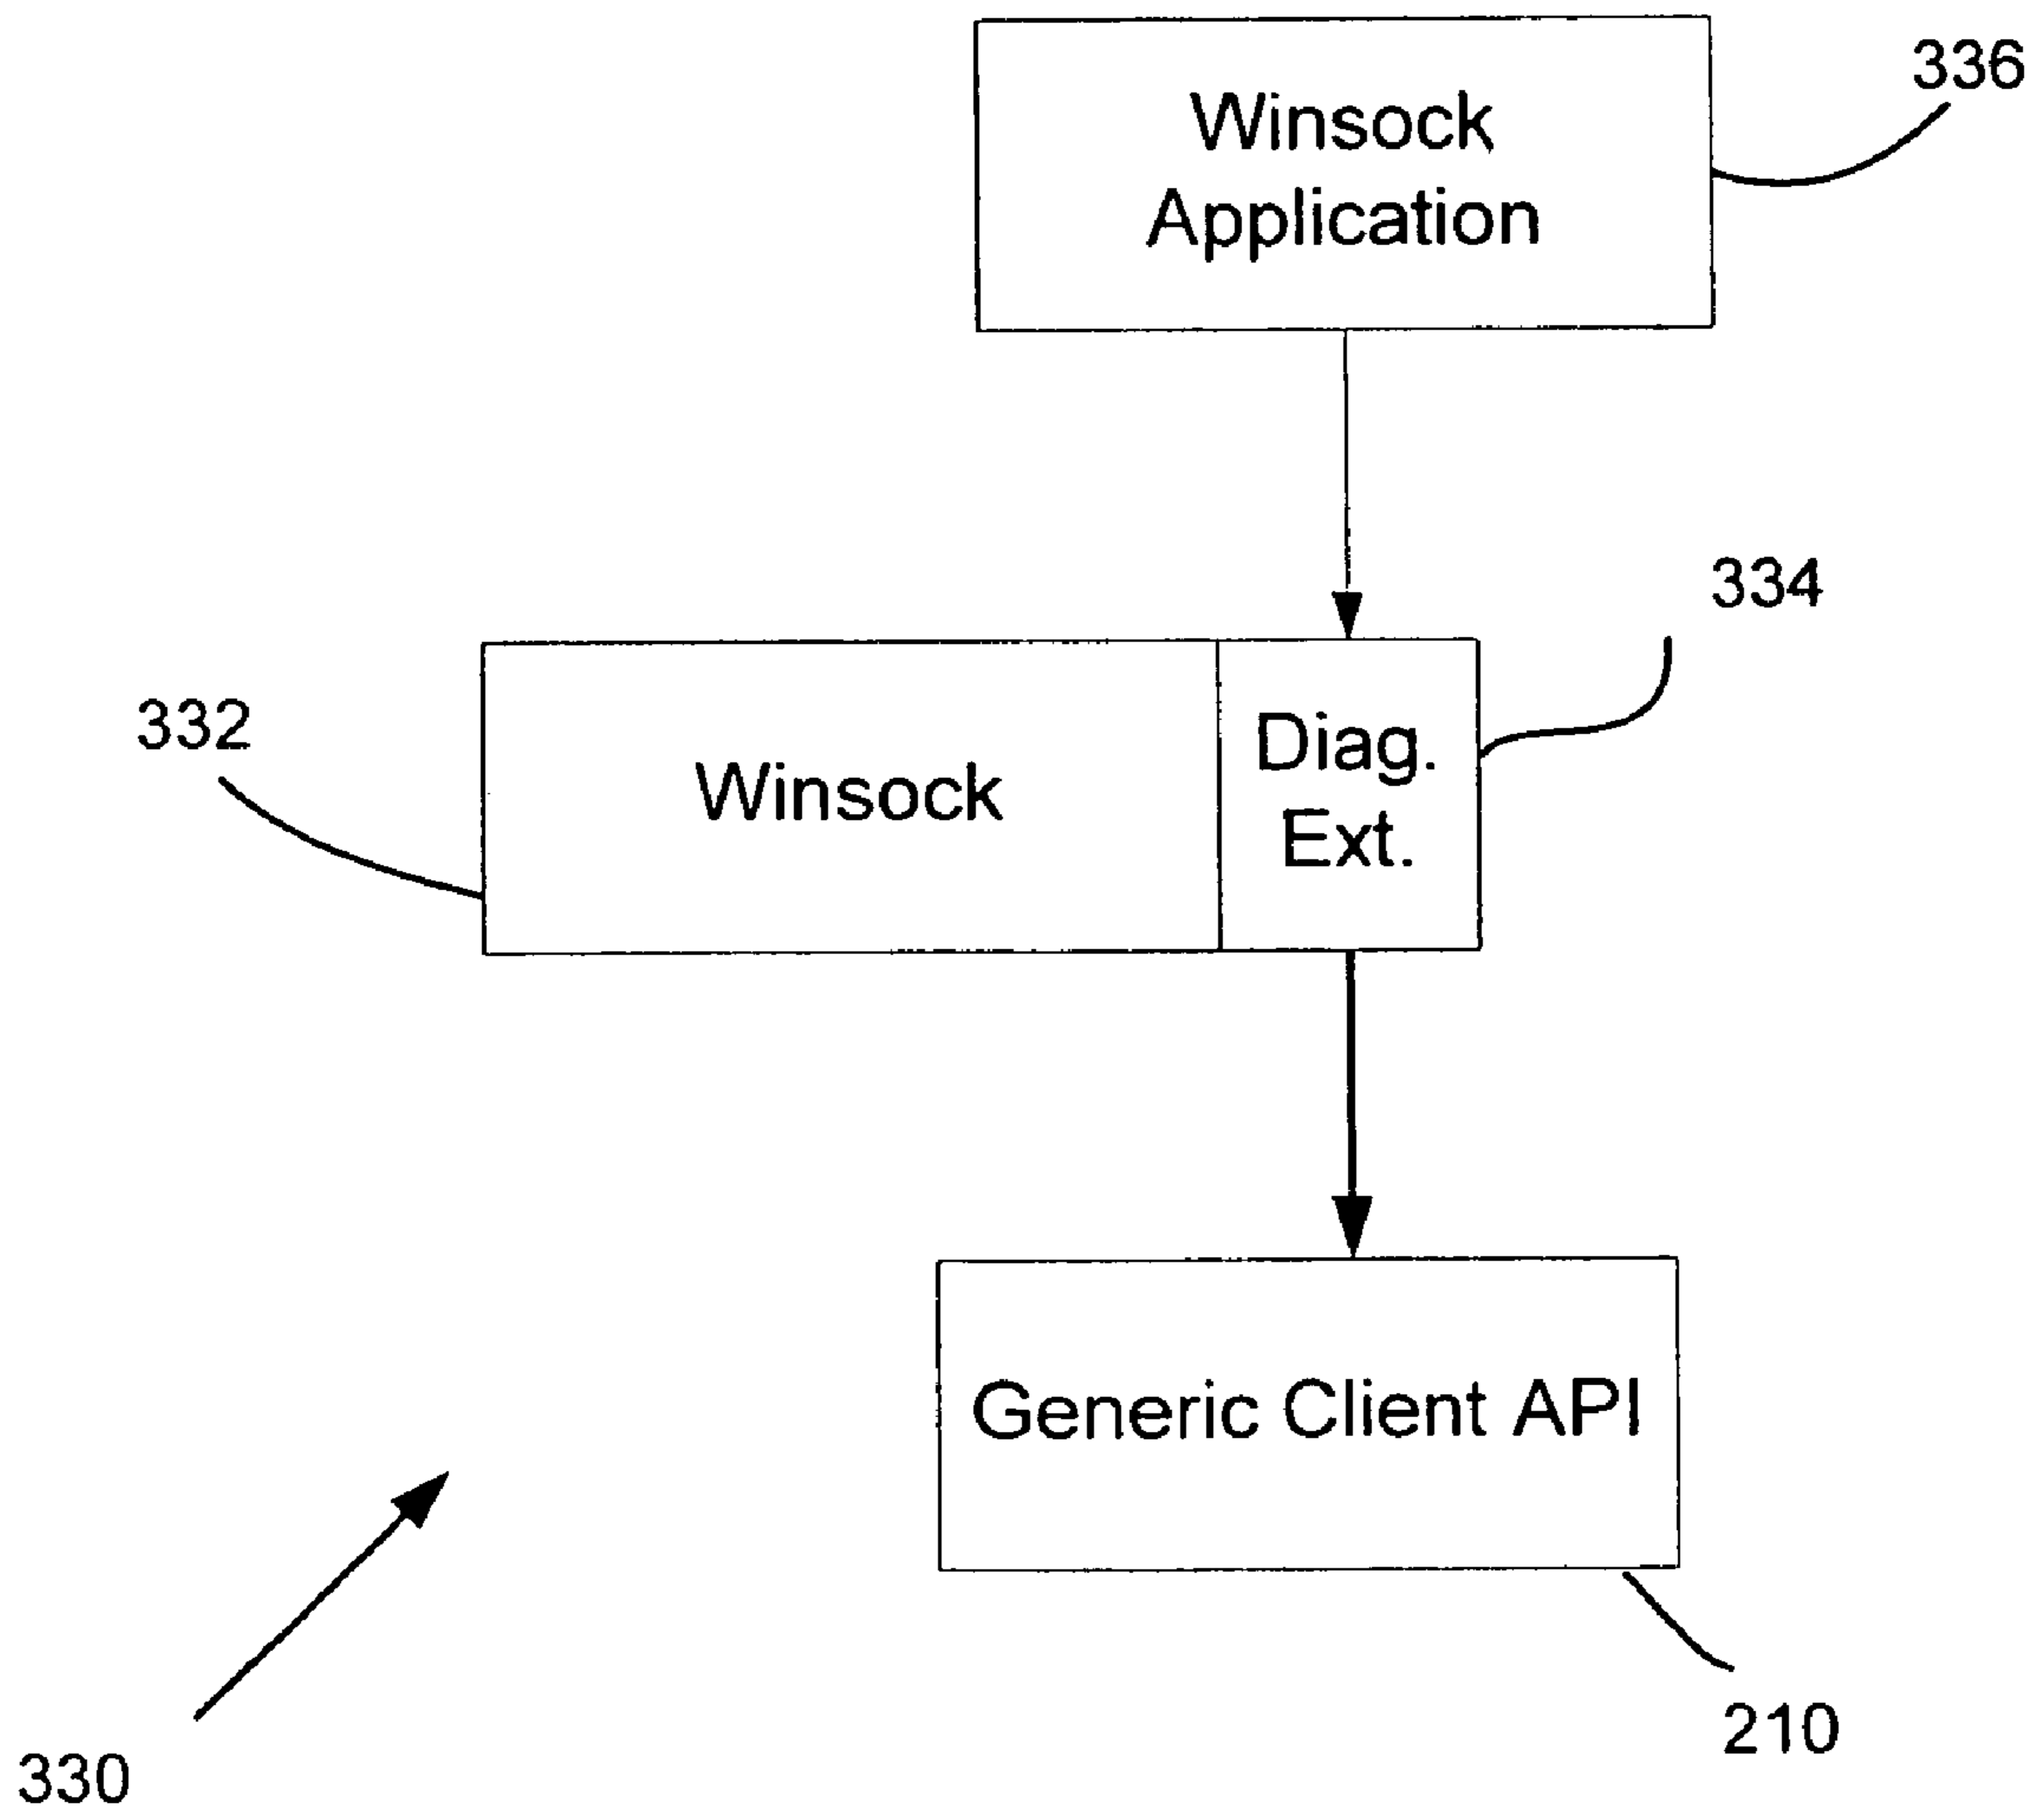 336
Winsock
Application
334
332
Winsock
Diag.
Ext.
Generic Client API
210
330